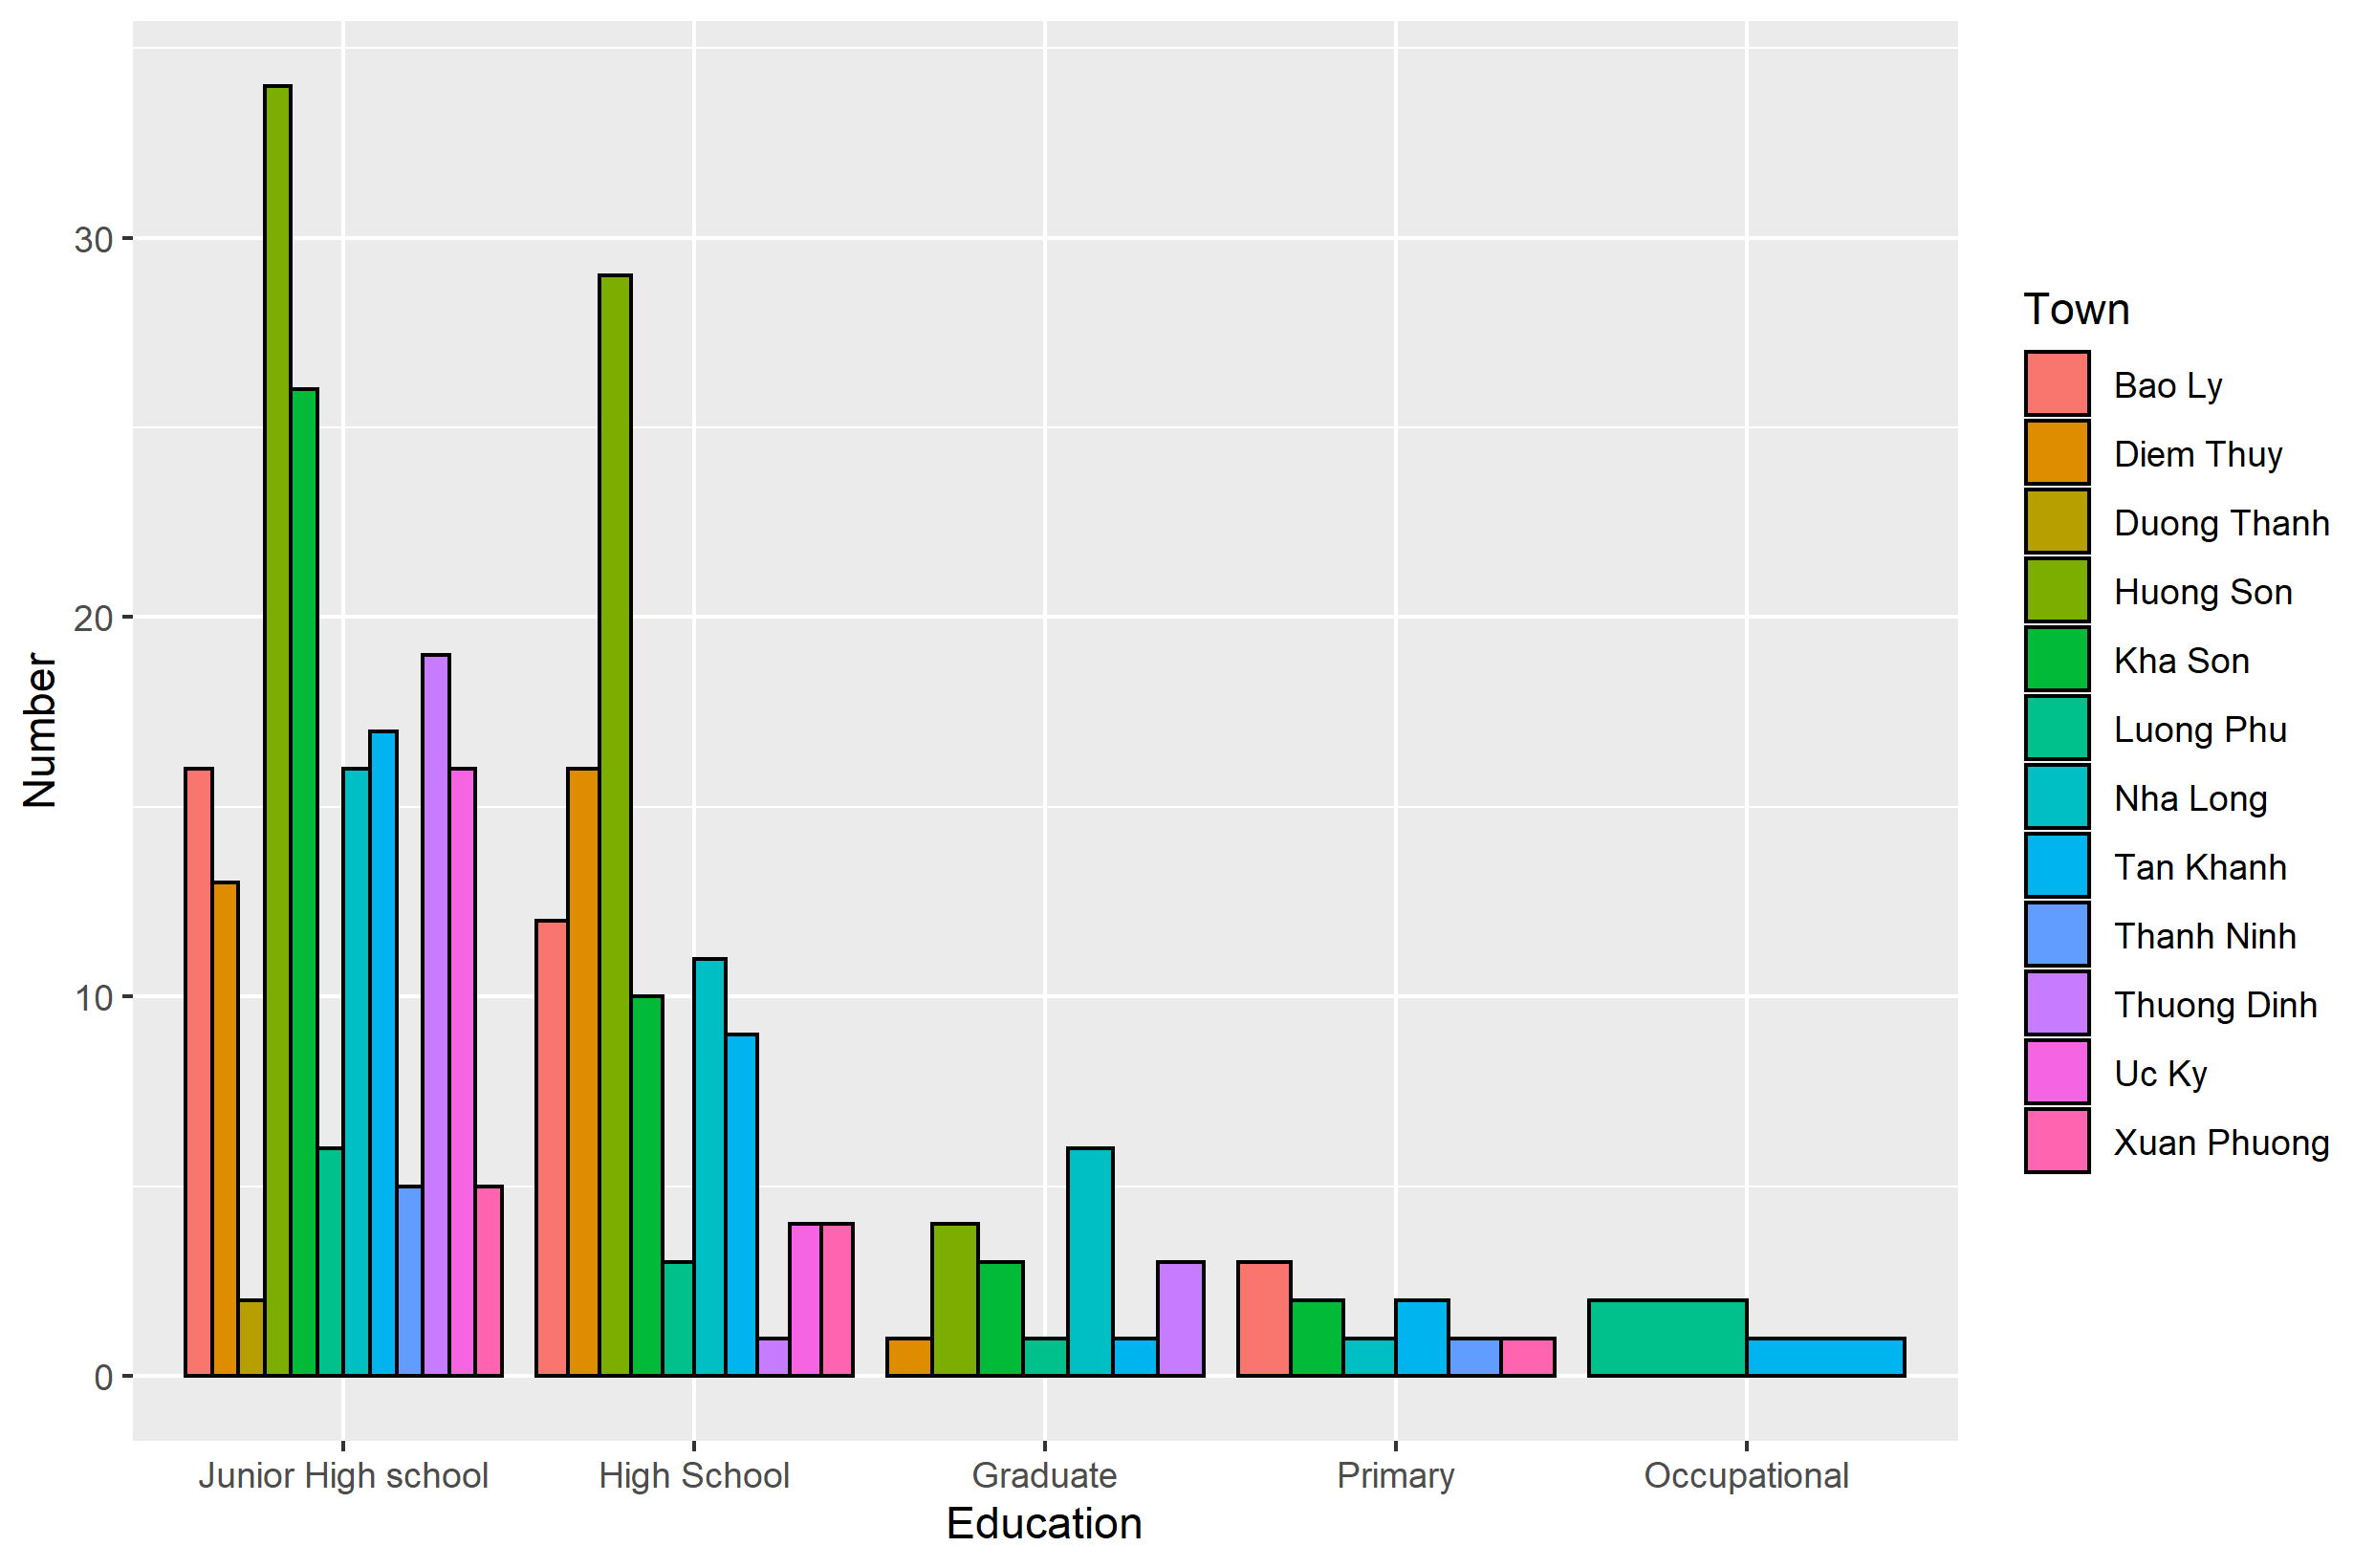 Number
30
20
10
0
Junior High school
High School
Graduate
Primary
Occupational
Education
Town
Bao Ly
Diem Thuy
Duong Thanh
Huong Son
Kha Son
Luong Phu
Nha Long
Tan Khanh
Thanh Ninh
Thuong Dinh
Uc Ky
Xuan Phuong